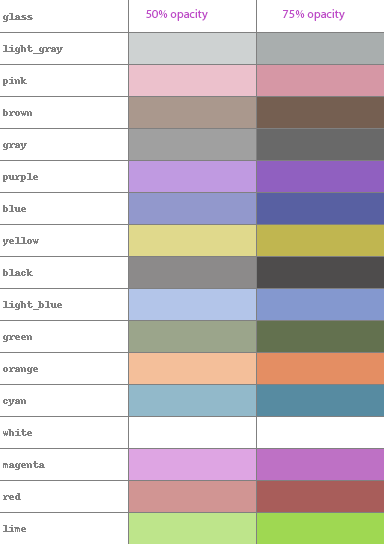 glass 50% opacity 75% opacity
light_gray
pink
brown
gray
purple
blue
yellow
black
light_blue
green
orange
cyan
white
magenta
red
lime